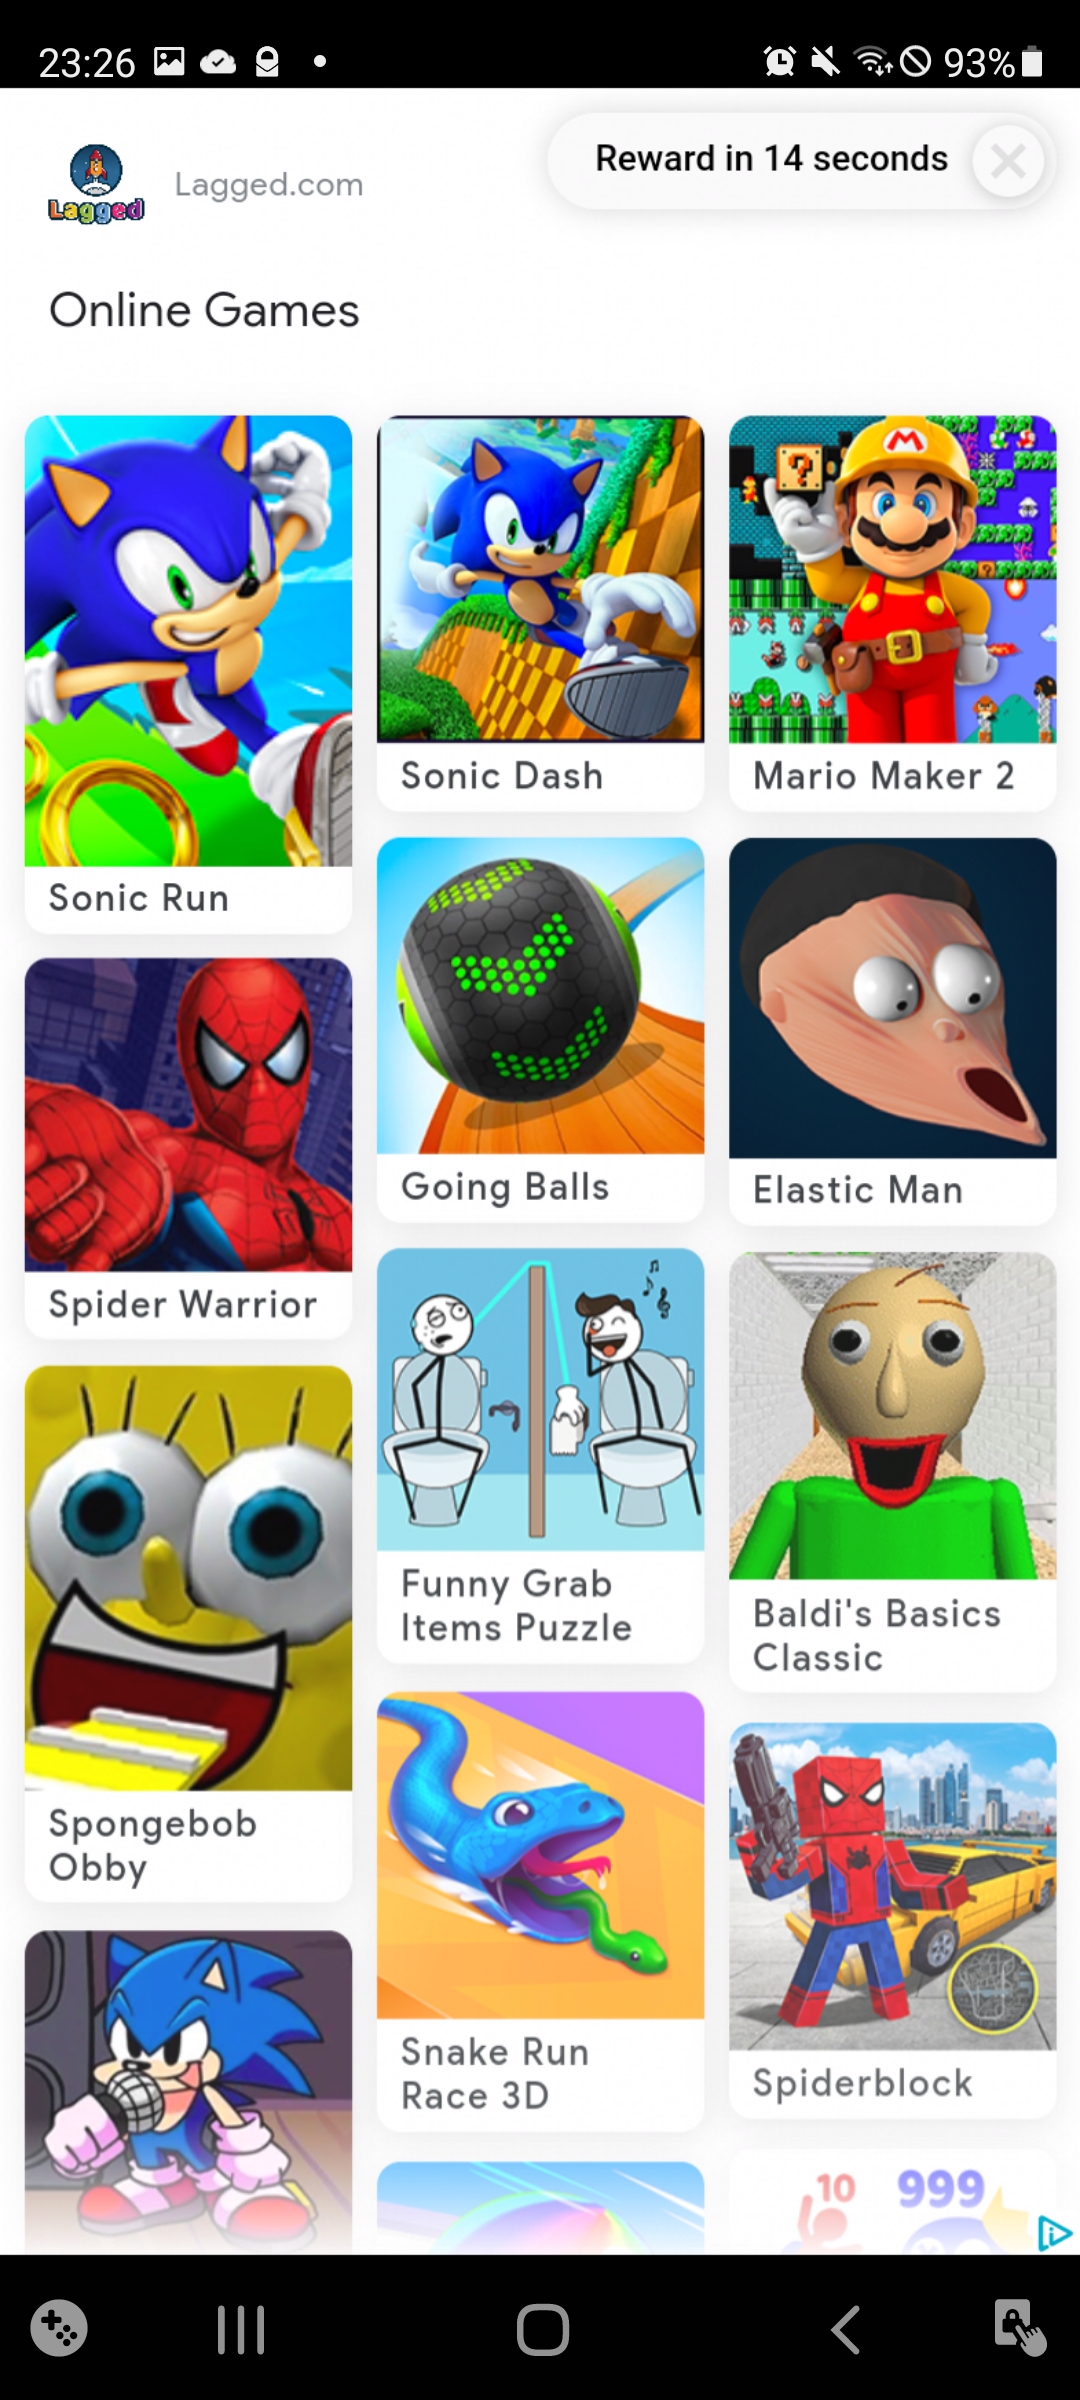 23:26
93%
Lagged
Lagged.com
Reward in 14 seconds
Online Games
Sonic Run
Sonic Dash
Mario Maker 2
Going Balls
Elastic Man
Spider Warrior
Funny Grab
Items Puzzle
Baldi's Basics
Classic
Spongebob
Obby
Snake Run
Race 3D
Spiderblock
10
999